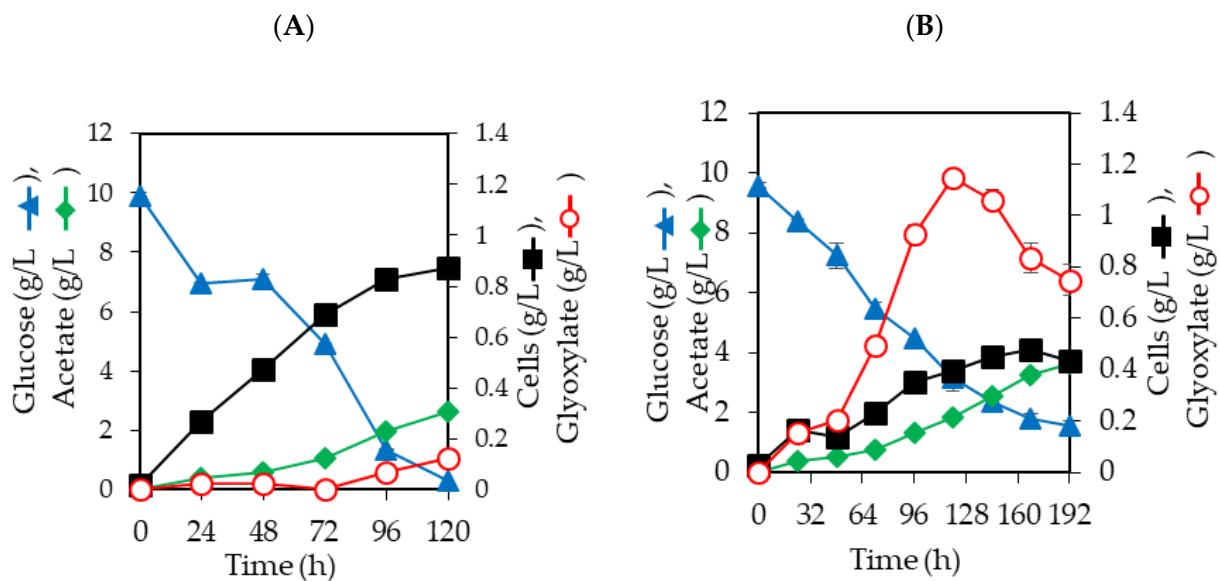 (A)
Glucose (g/L ),
Acetate (g/L )
12
10
8
6
4
2
0
1.4
1.2
1
0.8
0.6
0.4
0.2
0
Cells (g/L ),
Glyoxylate (g/L )
0 24 48 72 96 120
Time (h)
(B)
Glucose (g/L ),
Acetate (g/L )
12
10
8
6
4
2
0
1.4
1.2
1
0.8
0.6
0.4
0.2
0
Cells (g/L ),
Glyoxylate (g/L )
0 32 64 96 128 160 192
Time (h)